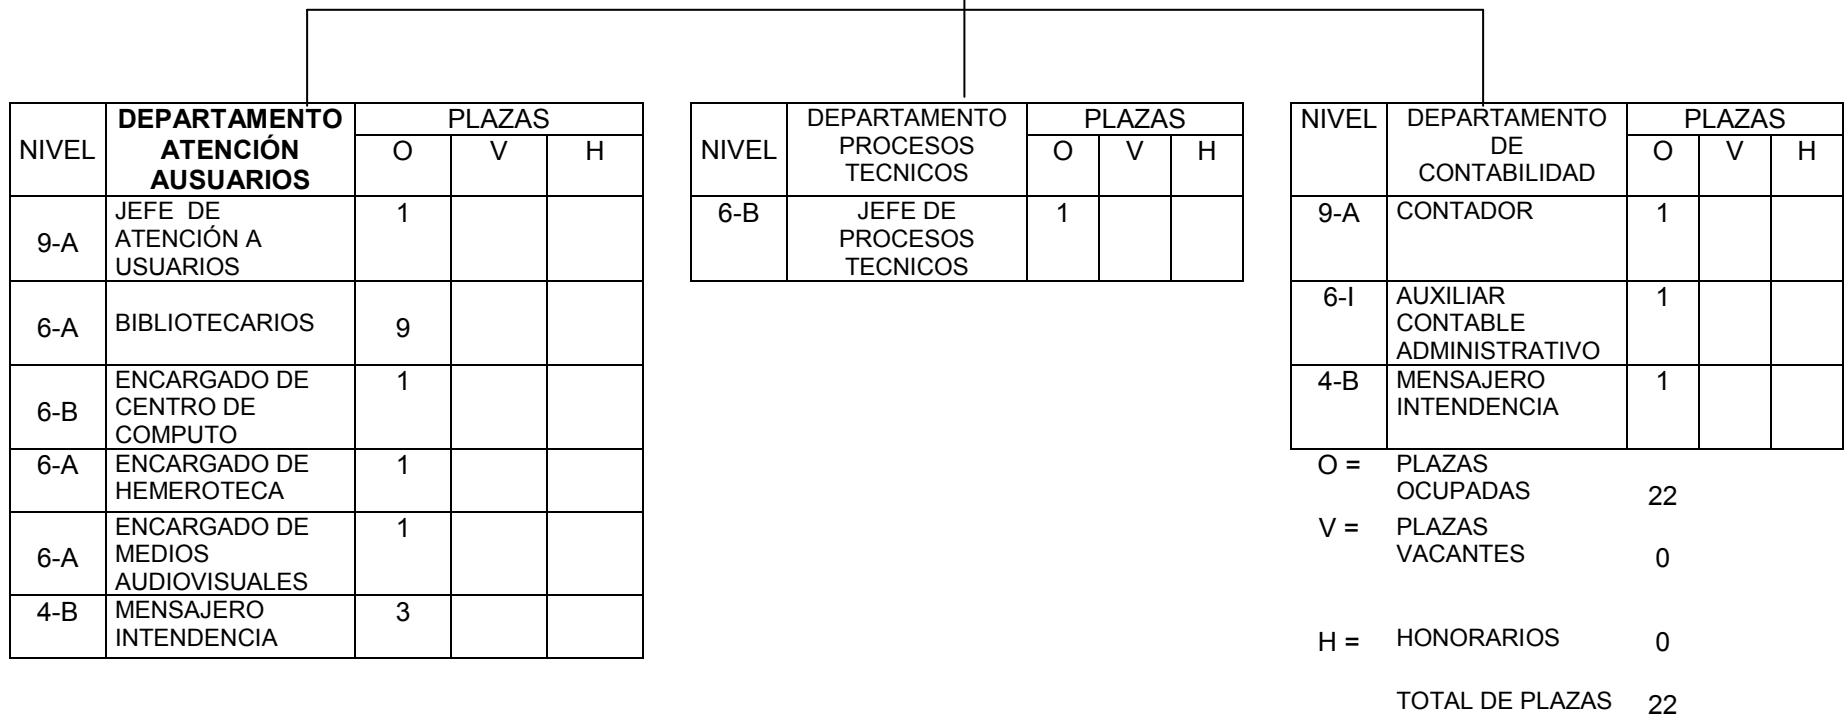 NIVEL
DEPARTAMENTO
ATENCIÓN
AUSUARIOS
PLAZAS
O V H
9-A
JEFE DE
ATENCIÓN A
USUARIOS
1
6-A
BIBLIOTECARIOS
9
6-B
ENCARGADO DE
CENTRO DE
COMPUTO
1
6-A
ENCARGADO DE
HEMEROTECA
1
6-A
ENCARGADO DE
MEDIOS
AUDIOVISUALES
1
4-B
MENSAJERO
INTENDENCIA
3
NIVEL
DEPARTAMENTO
PROCESOS
TECNICOS
PLAZAS
O V H
6-B
JEFE DE
PROCESOS
TECNICOS
1
NIVEL
DEPARTAMENTO
DE
CONTABILIDAD
PLAZAS
O V H
9-A
CONTADOR
1
6-I
AUXILIAR
CONTABLE
ADMINISTRATIVO
1
4-B
MENSAJERO
INTENDENCIA
1
O = PLAZAS
OCUPADAS 22
V = PLAZAS
VACANTES 0
H = HONORARIOS 0
TOTAL DE PLAZAS 22